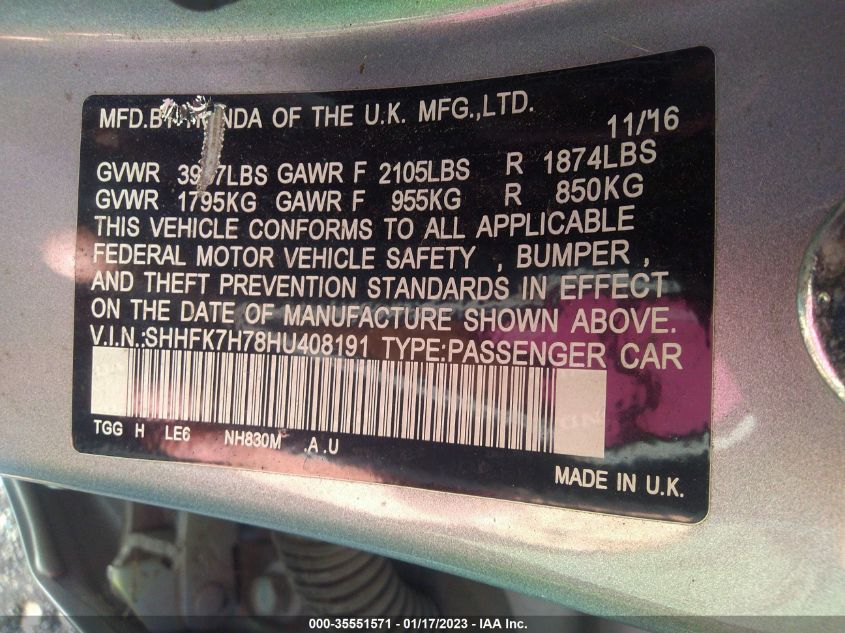 MFD.BY HONDA OF THE U.K. MFG.,LTD.
11/16
GVWR LBS GAWR F 2105LBS R 1874LBS
GVWR 1795KG GAWR F 955KG R 850KG
THIS VEHICLE CONFORMS TO ALL APPLICABLE
FEDERAL MOTOR VEHICLE SAFETY , BUMPER ,
AND THEFT PREVENTION STANDARDS IN EFFECT
ON THE DATE OF MANUFACTURE SHOWN ABOVE.
V.I.N.:SHHFK7H78HU408191 TYPE:PASSENGER CAR
TGG H LE6 NH830M .A .U
MADE IN U.K.
000-35551571 / 01/17/2023 - IAA Inc.